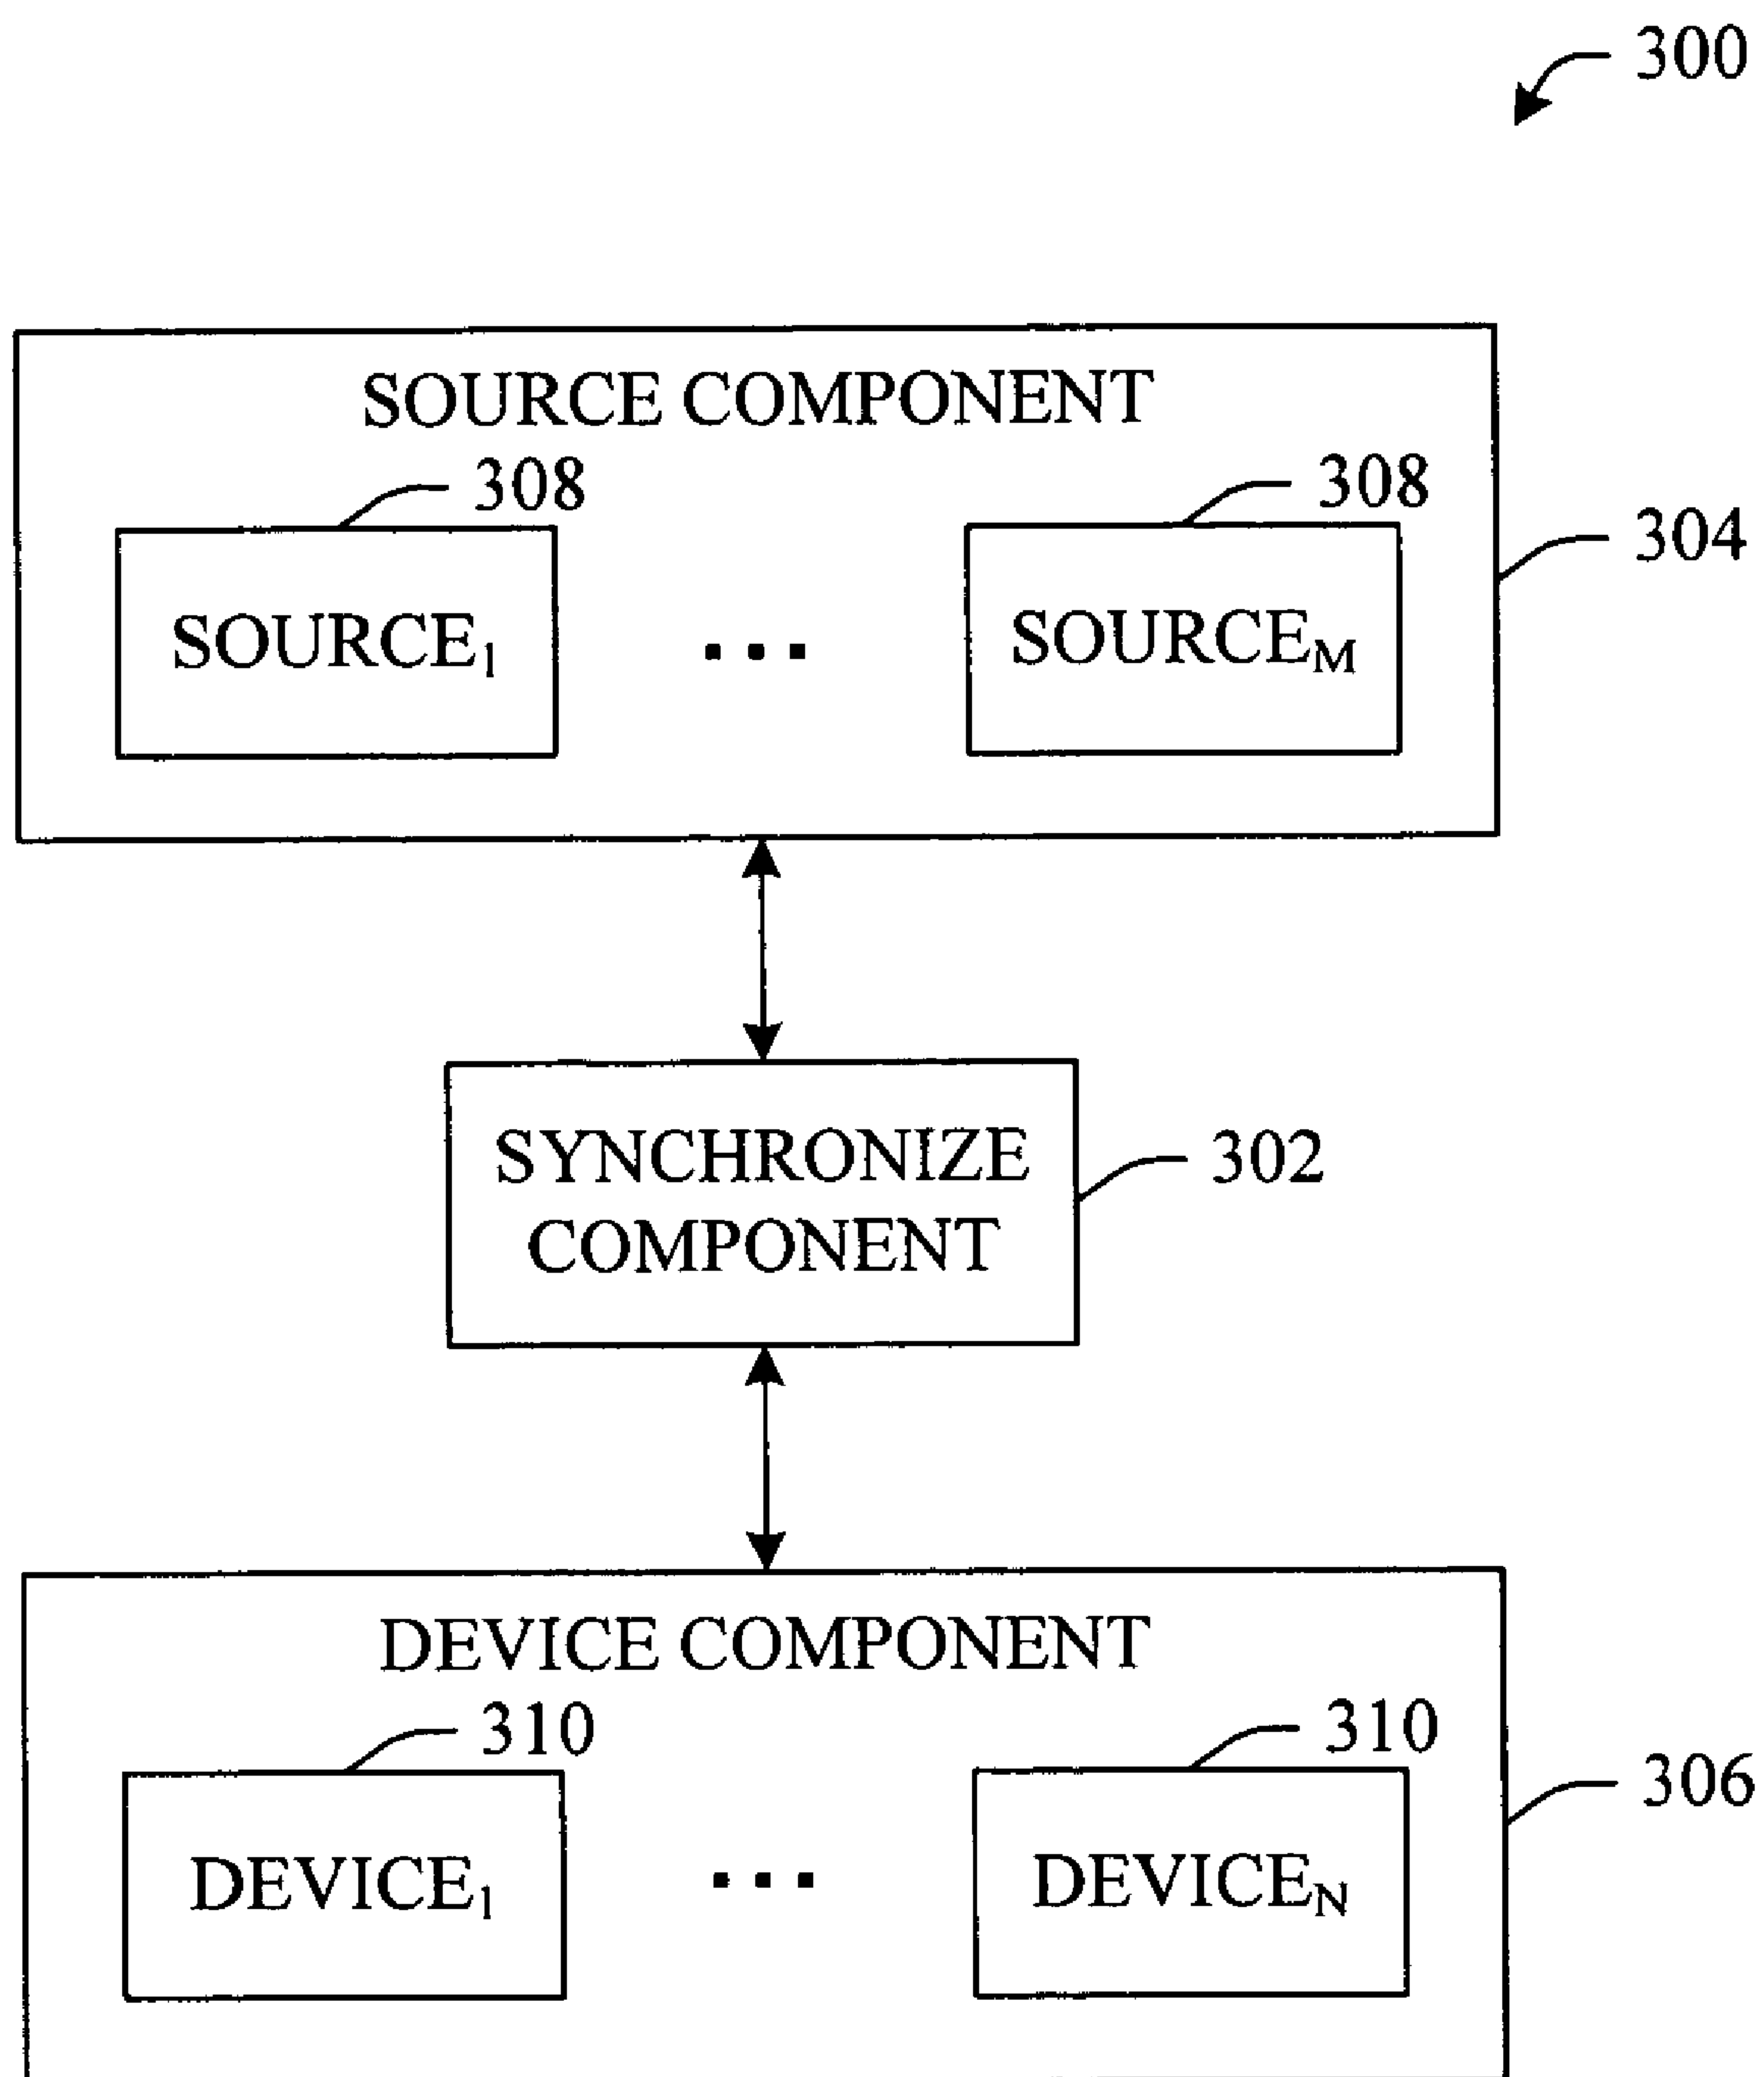 300
SOURCE COMPONENT
308 308
304
SOURCE₁ ... SOURCEM
SYNCHRONIZE
COMPONENT
302
DEVICE COMPONENT
310 310
306
DEVICE₁ ... DEVICEN